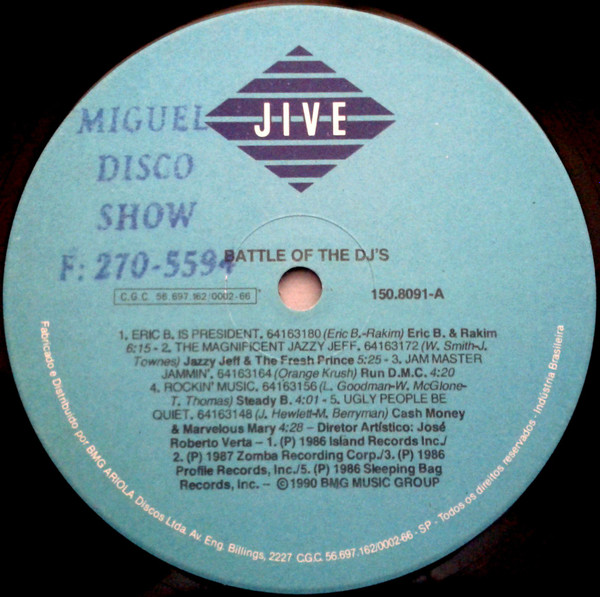 JIVE
MIGUEL
DISCO
SHOW
F: 270-5594
BATTLE OF THE DJ'S
C.G.C. 56.697.162/0002-66
150.8091-A
1. ERIC B. IS PRESIDENT, 64163180 (Eric B.-Rakim) Eric B. & Rakim
6:15 - 2. THE MAGNIFICENT JAZZY JEFF, 64163172 (W. Smith-J.
Townes) Jazzy Jeff & The Fresh Prince 5:25 - 3. JAM MASTER
JAMMIN', 64163164 (Orange Krush) Run D.M.C. 4:20
4. ROCKIN' MUSIC, 64163156 (L. Goodman-W. McGlone-
T. Thomas) Steady B. 4:01 - 5. UGLY PEOPLE BE
QUIET, 64163148 (J. Hewlett-M. Berryman) Cash Money
& Marvelous Mary 4:28 – Diretor Artístico: José
Roberto Verta – 1. (P) 1986 Island Records Inc./
2. (P) 1987 Zomba Recording Corp./3. (P) 1986
Profile Records, Inc./5. (P) 1986 Sleeping Bag
Records, Inc. – ©1990 BMG MUSIC GROUP
Fabricado e Distribuído por BMG ARIOLA Discos Ltda. Av. Eng. Billings, 2227 C.G.C. 56.697.162/0002-66 - SP - Todos os direitos reservados - Indústria Brasileira